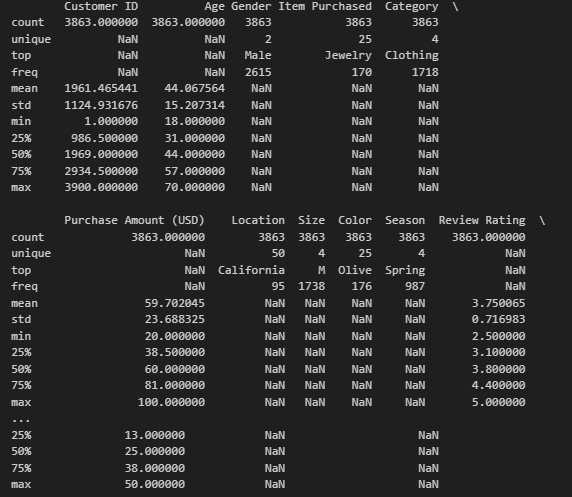 Customer ID Age Gender Item Purchased Category \
count 3863.000000 3863.000000 3863 3863 3863
unique NaN NaN 2 25 4
top NaN NaN Male Jewelry Clothing
freq NaN NaN 2615 170 1718
mean 1961.465441 44.067564 NaN NaN NaN
std 1124.931676 15.207314 NaN NaN NaN
min 1.000000 18.000000 NaN NaN NaN
25% 986.500000 31.000000 NaN NaN NaN
50% 1969.000000 44.000000 NaN NaN NaN
75% 2934.500000 57.000000 NaN NaN NaN
max 3900.000000 70.000000 NaN NaN NaN
Purchase Amount (USD) Location Size Color Season Review Rating \
count 3863.000000 3863 3863 3863 3863 3863.000000
unique NaN 50 4 25 4 NaN
top NaN California M Olive Spring NaN
freq NaN 95 1738 176 987 NaN
mean 59.702045 NaN NaN NaN NaN 3.750065
std 23.688325 NaN NaN NaN NaN 0.716983
min 20.000000 NaN NaN NaN NaN 2.500000
25% 38.500000 NaN NaN NaN NaN 3.100000
50% 60.000000 NaN NaN NaN NaN 3.800000
75% 81.000000 NaN NaN NaN NaN 4.400000
max 100.000000 NaN NaN NaN NaN 5.000000
...
25% 13.000000 NaN NaN
50% 25.000000 NaN NaN
75% 38.000000 NaN NaN
max 50.000000 NaN NaN